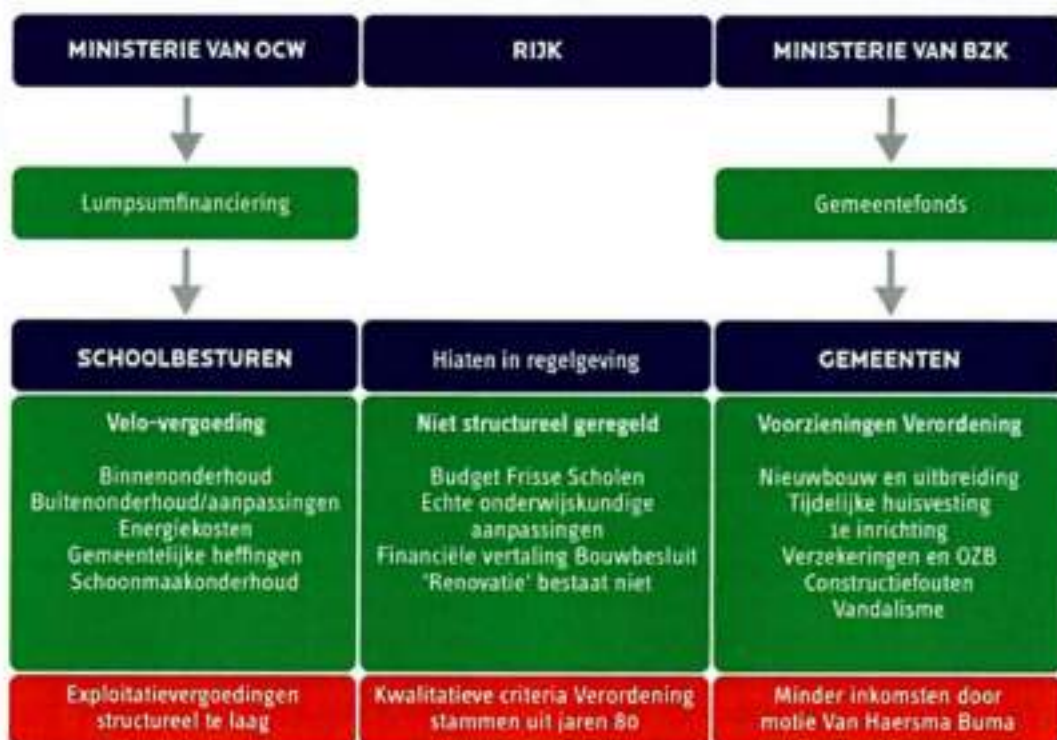 MINISTERIE VAN OCW
RIJK
MINISTERIE VAN BZK
Lumpsumfinanciering
Gemeentefonds
SCHOOLBESTUREN
Hiaten in regelgeving
GEMEENTEN
Velo-vergoeding
Binnenonderhoud
Buitenonderhoud/aanpassingen
Energiekosten
Gemeentelijke heffingen
Schoonmaakonderhoud
Niet structureel geregeld
Budget Frisse Scholen
Echte onderwijskundige
aanpassingen
Financiële vertaling Bouwbesluit
'Renovatie' bestaat niet
Voorzieningen Verordening
Nieuwbouw en uitbreiding
Tijdelijke huisvesting
1e inrichting
Verzekeringen en OZB
Constructiefouten
Vandalisme
Exploitatievergoedingen
structureel te laag
Kwalitatieve criteria Verordening
stammen uit jaren 80
Minder inkomsten door
motie Van Haersma Buma